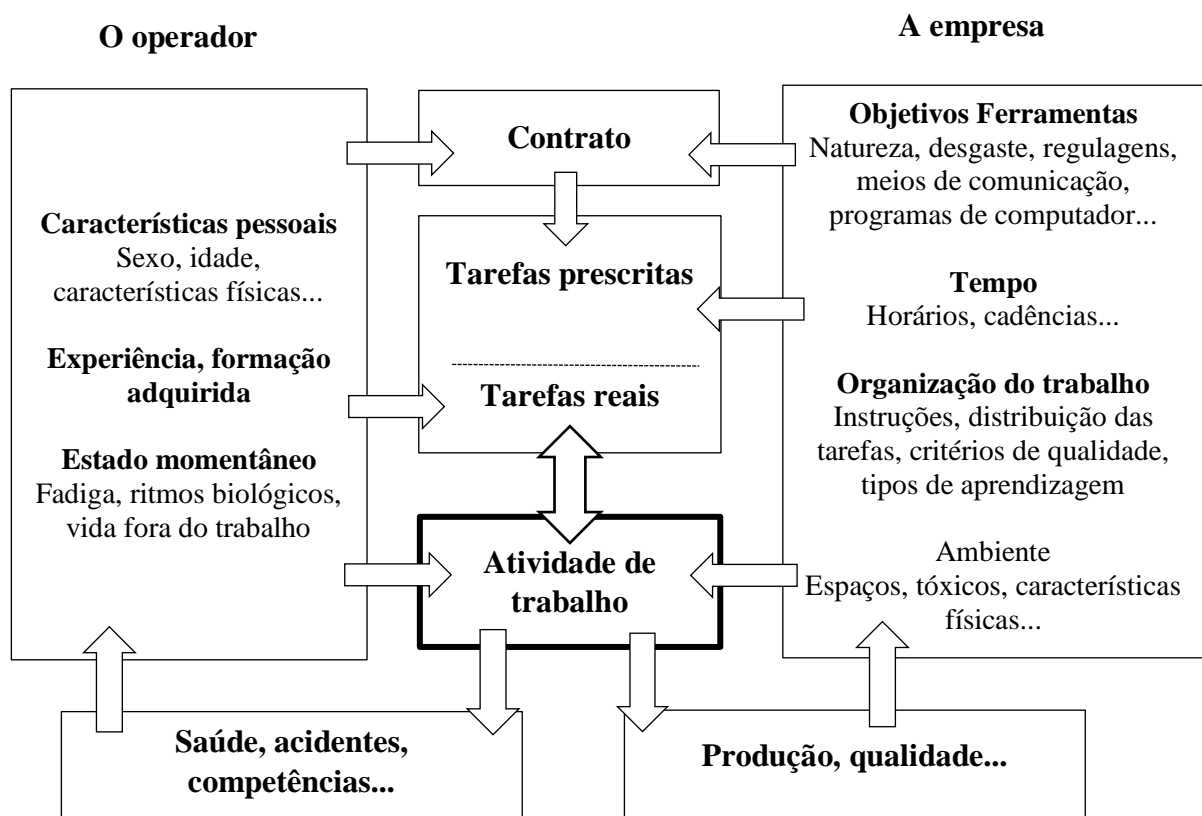 O operador
A empresa
Características pessoais
Sexo, idade,
características físicas...
Experiência, formação
adquirida
Estado momentâneo
Fadiga, ritmos biológicos,
vida fora do trabalho
Contrato
Tarefas prescritas
Tarefas reais
Atividade de
trabalho
Objetivos Ferramentas
Natureza, desgaste, regulagens,
meios de comunicação,
programas de computador...
Tempo
Horários, cadências...
Organização do trabalho
Instruções, distribuição das
tarefas, critérios de qualidade,
tipos de aprendizagem
Ambiente
Espaços, tóxicos, características
físicas...
Saúde, acidentes,
competências...
Produção, qualidade...